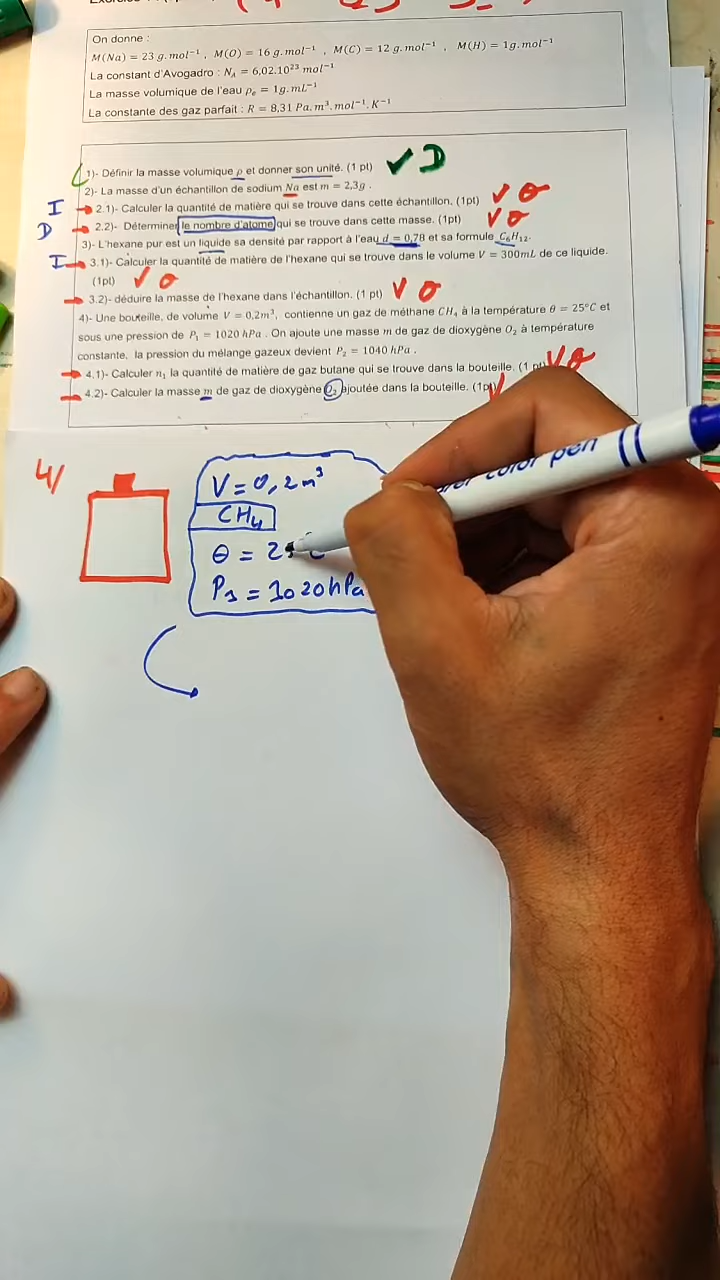 On donne :
M(Na) = 23 g.mol⁻¹ , M(O) = 16 g.mol⁻¹ , M(C) = 12 g.mol⁻¹ , M(H) = 1g.mol⁻¹
La constant d'Avogadro : N_A = 6,02.10²³ mol⁻¹
La masse volumique de l'eau ρₑ = 1g.mL⁻¹
La constante des gaz parfait : R = 8,31 Pa.m³.mol⁻¹.K⁻¹
1)- Définir la masse volumique ρ et donner son unité. (1 pt) D
2)- La masse d'un échantillon de sodium Na est m = 2,3g .
I 2.1)- Calculer la quantité de matière qui se trouve dans cette échantillon. (1pt)
D 2.2)- Déterminer le nombre d'atome qui se trouve dans cette masse. (1pt)
3)- L'hexane pur est un liquide sa densité par rapport à l'eau d = 0,78 et sa formule C₆H₁₂.
I 3.1)- Calculer la quantité de matière de l'hexane qui se trouve dans le volume V = 300mL de ce liquide.
(1pt)
3.2)- déduire la masse de l'hexane dans l'échantillon. (1 pt)
4)- Une bouteille, de volume V = 0,2m³, contienne un gaz de méthane CH₄ à la température θ = 25°C et
sous une pression de P₁ = 1020 hPa . On ajoute une masse m de gaz de dioxygène O₂ à température
constante, la pression du mélange gazeux devient P₂ = 1040 hPa .
4.1)- Calculer n₁ la quantité de matière de gaz butane qui se trouve dans la bouteille. (1 pt)
4.2)- Calculer la masse m de gaz de dioxygène O₂ ajoutée dans la bouteille. (1p
4/
V = 0,2 m³
CH₄
θ = 2
P₁ = 1020 hPa
color pen